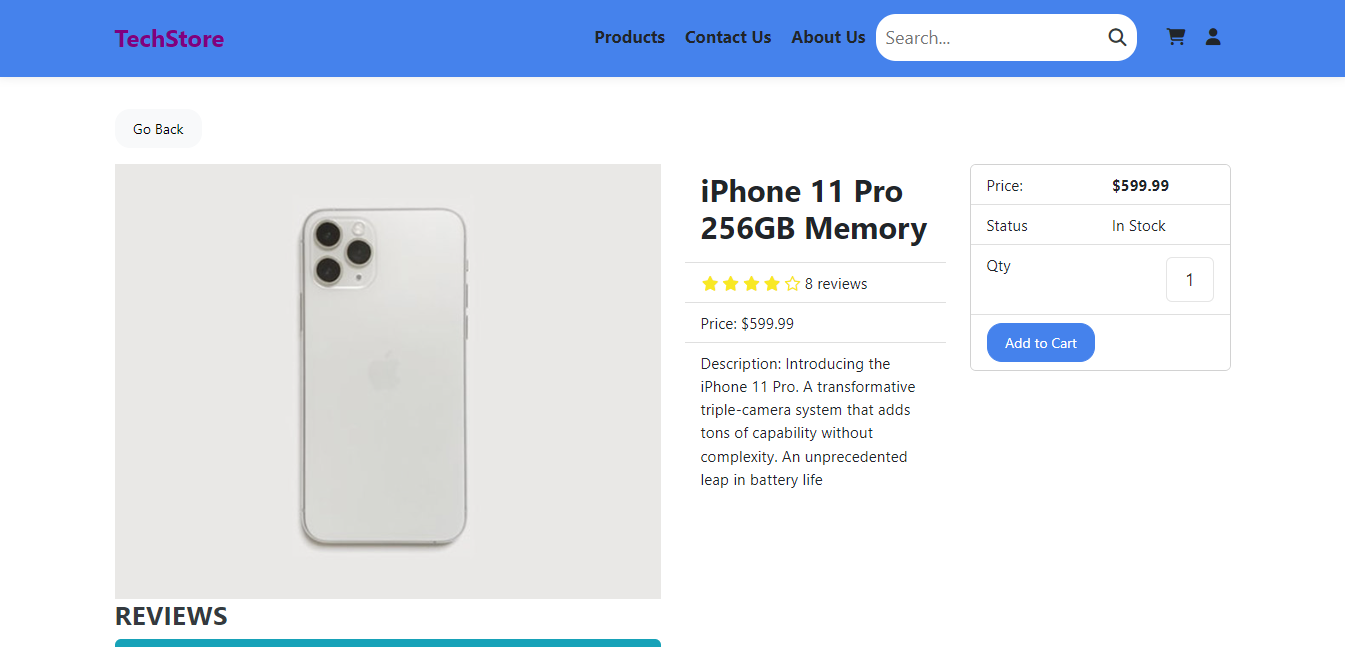 TechStore
Products Contact Us About Us Search...
Go Back
iPhone 11 Pro
256GB Memory
8 reviews
Price: $599.99
Description: Introducing the
iPhone 11 Pro. A transformative
triple-camera system that adds
tons of capability without
complexity. An unprecedented
leap in battery life
Price: $599.99
Status In Stock
Qty 1
Add to Cart
REVIEWS